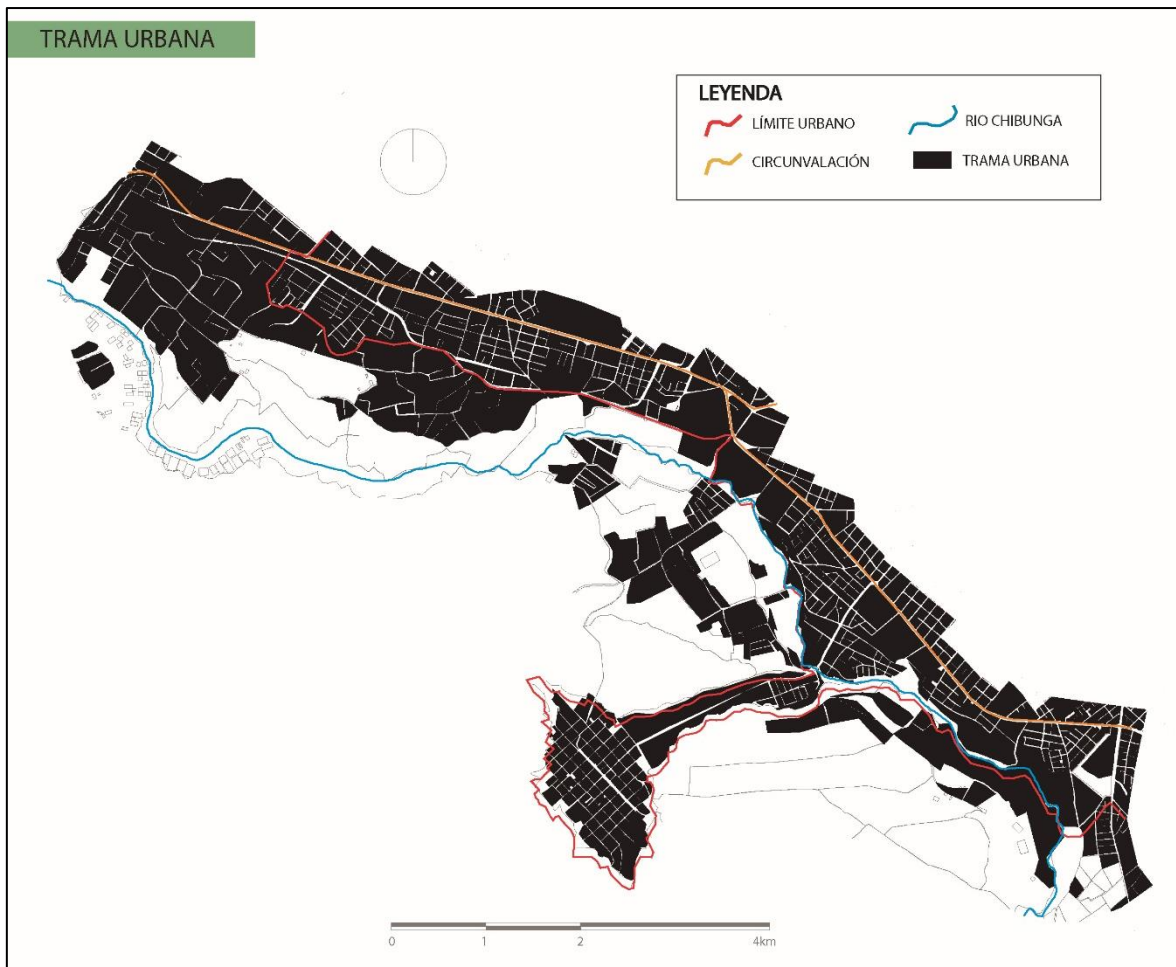 TRAMA URBANA
LEYENDA
LÍMITE URBANO
RIO CHIBUNGA
CIRCUNVALACIÓN
TRAMA URBANA
0 1 2 4km